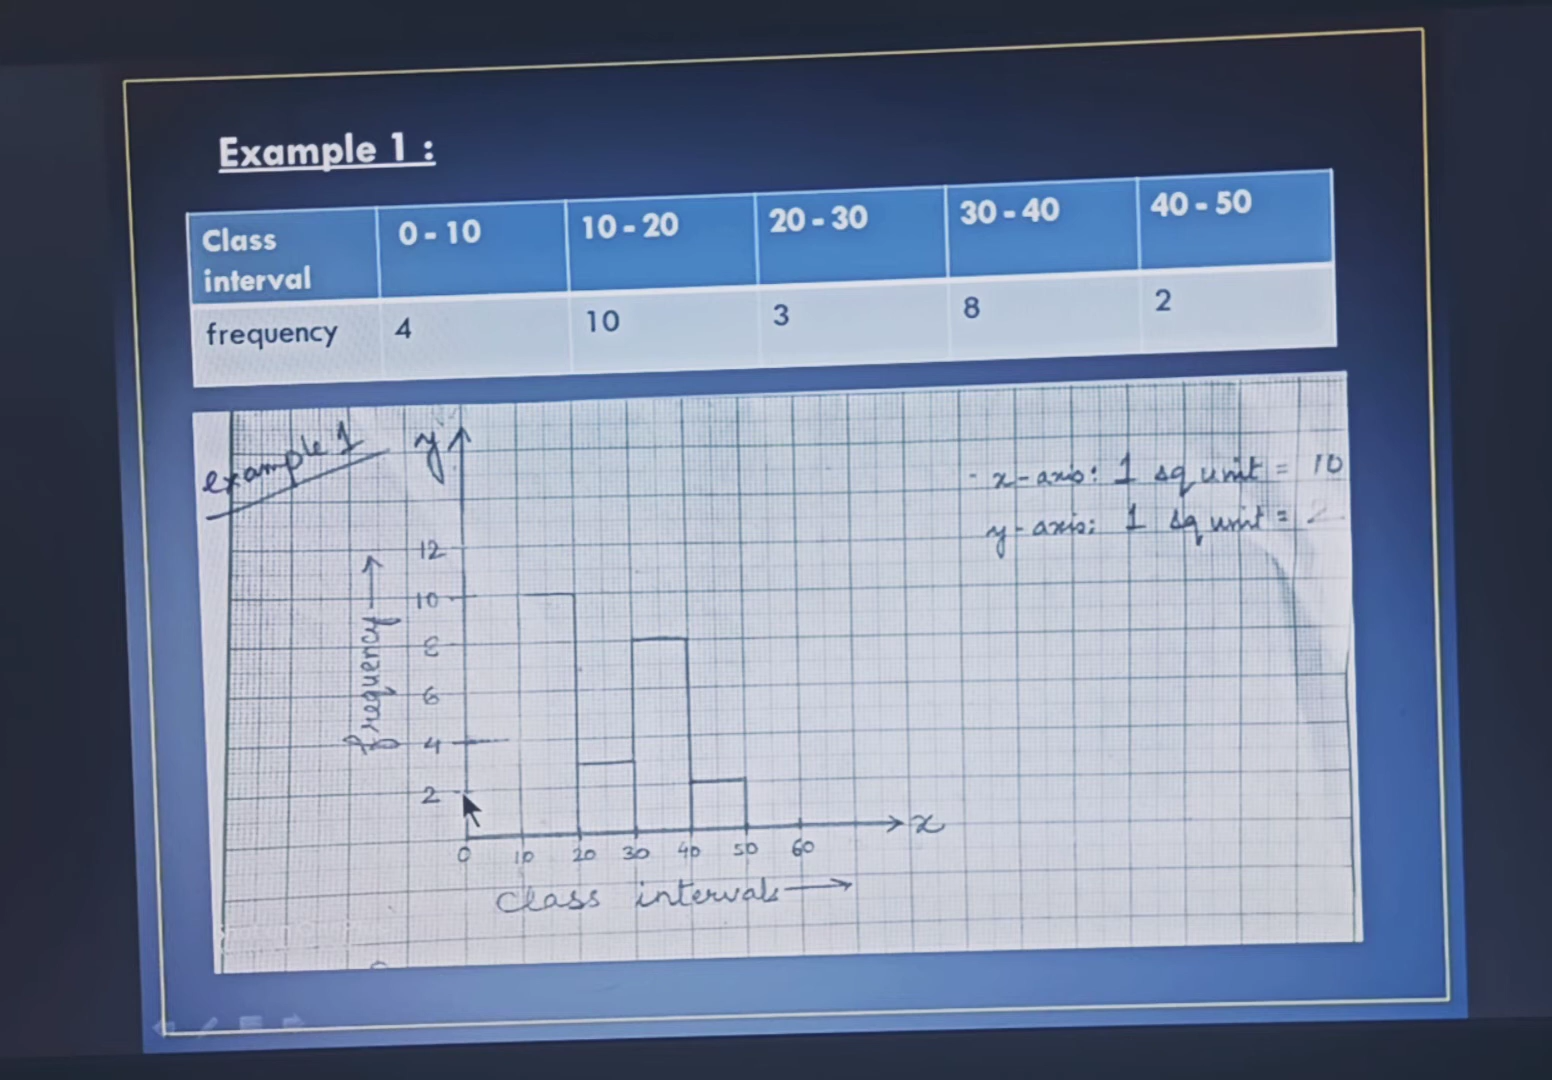 Example 1 :
Class interval 0 - 10 10 - 20 20 - 30 30 - 40 40 - 50
frequency 4 10 3 8 2
example 1
y
x-axis: 1 sq unit = 10
y-axis: 1 sq unit = 2
12
10
8
6
4
2
frequency
x
0 10 20 30 40 50 60
Class intervals